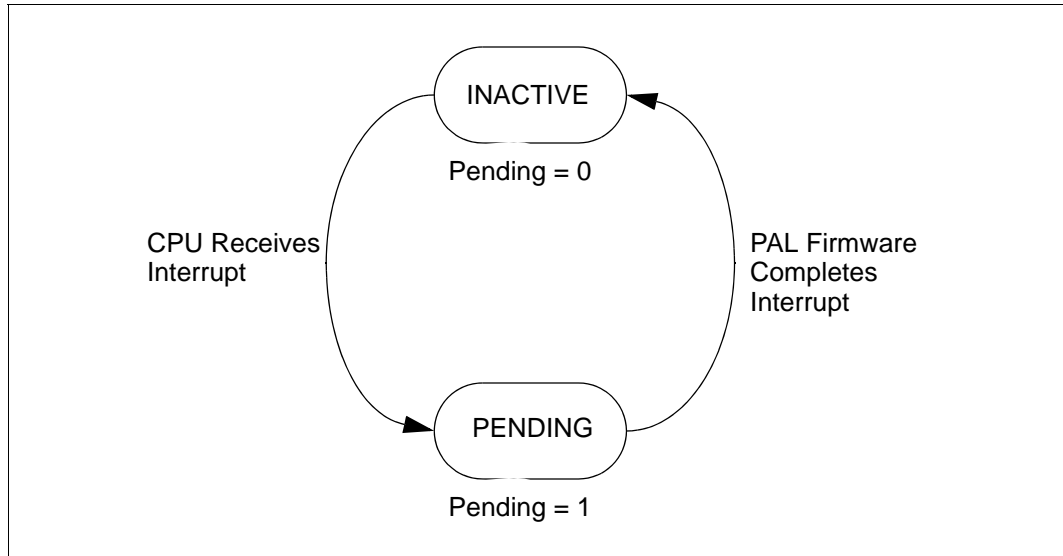 INACTIVE
Pending = 0
CPU Receives
Interrupt
PAL Firmware
Completes
Interrupt
PENDING
Pending = 1